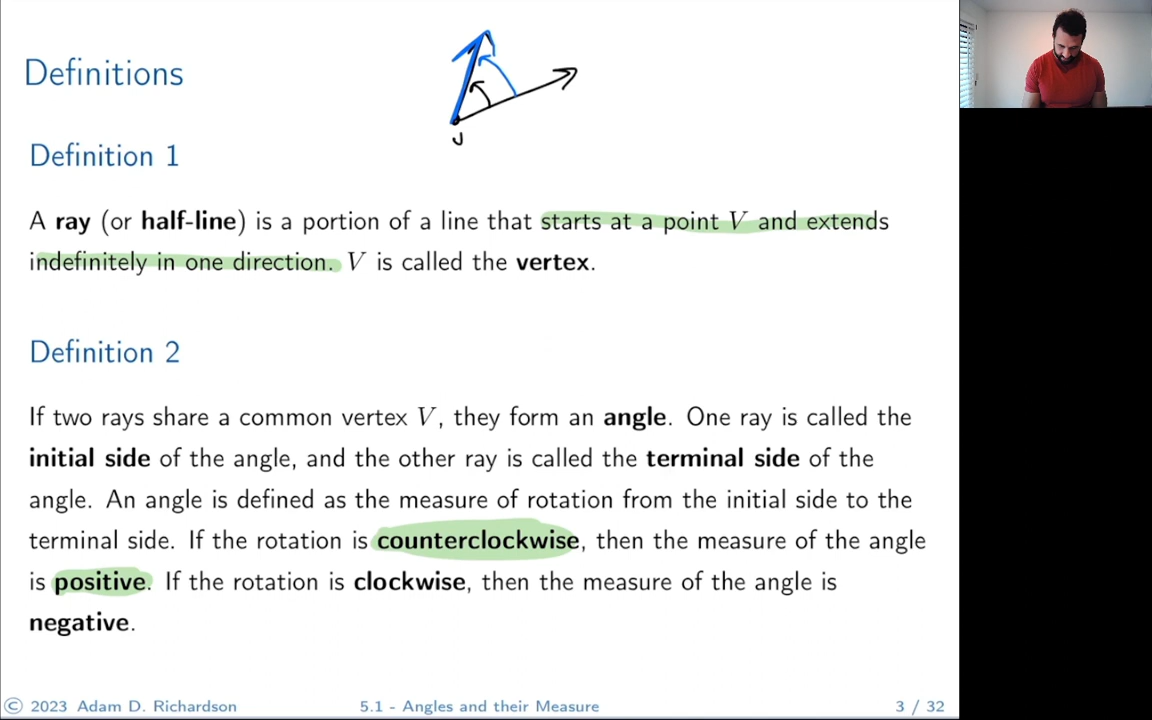 Definitions
V
Definition 1
A ray (or half-line) is a portion of a line that starts at a point V and extends
indefinitely in one direction. V is called the vertex.
Definition 2
If two rays share a common vertex V, they form an angle. One ray is called the
initial side of the angle, and the other ray is called the terminal side of the
angle. An angle is defined as the measure of rotation from the initial side to the
terminal side. If the rotation is counterclockwise, then the measure of the angle
is positive. If the rotation is clockwise, then the measure of the angle is
negative.
© 2023 Adam D. Richardson 5.1 - Angles and their Measure 3 / 32